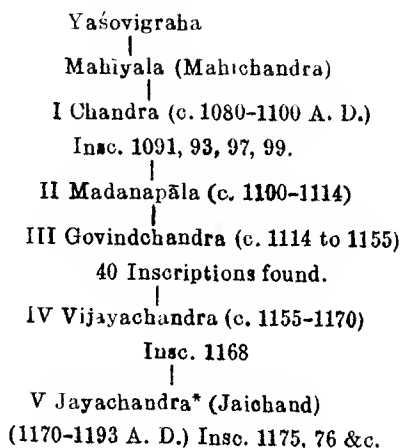 Yaśovigraha
Mahiyala (Mahichandra)
I Chandra (c. 1080-1100 A. D.)
Insc. 1091, 93, 97, 99.
II Madanapāla (c. 1100-1114)
III Govindchandra (c. 1114 to 1155)
40 Inscriptions found.
IV Vijayachandra (c. 1155-1170)
Insc. 1168
V Jayachandra* (Jaichand)
(1170-1193 A. D.) Insc. 1175, 76 &c.